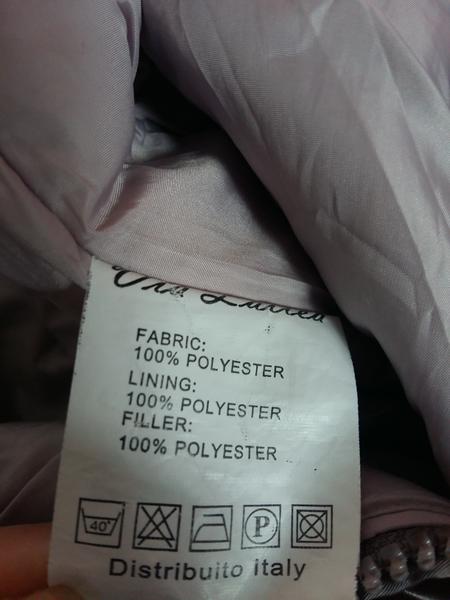 FABRIC:
100% POLYESTER
LINING:
100% POLYESTER
FILLER:
100% POLYESTER
40°
P
Distribuito italy